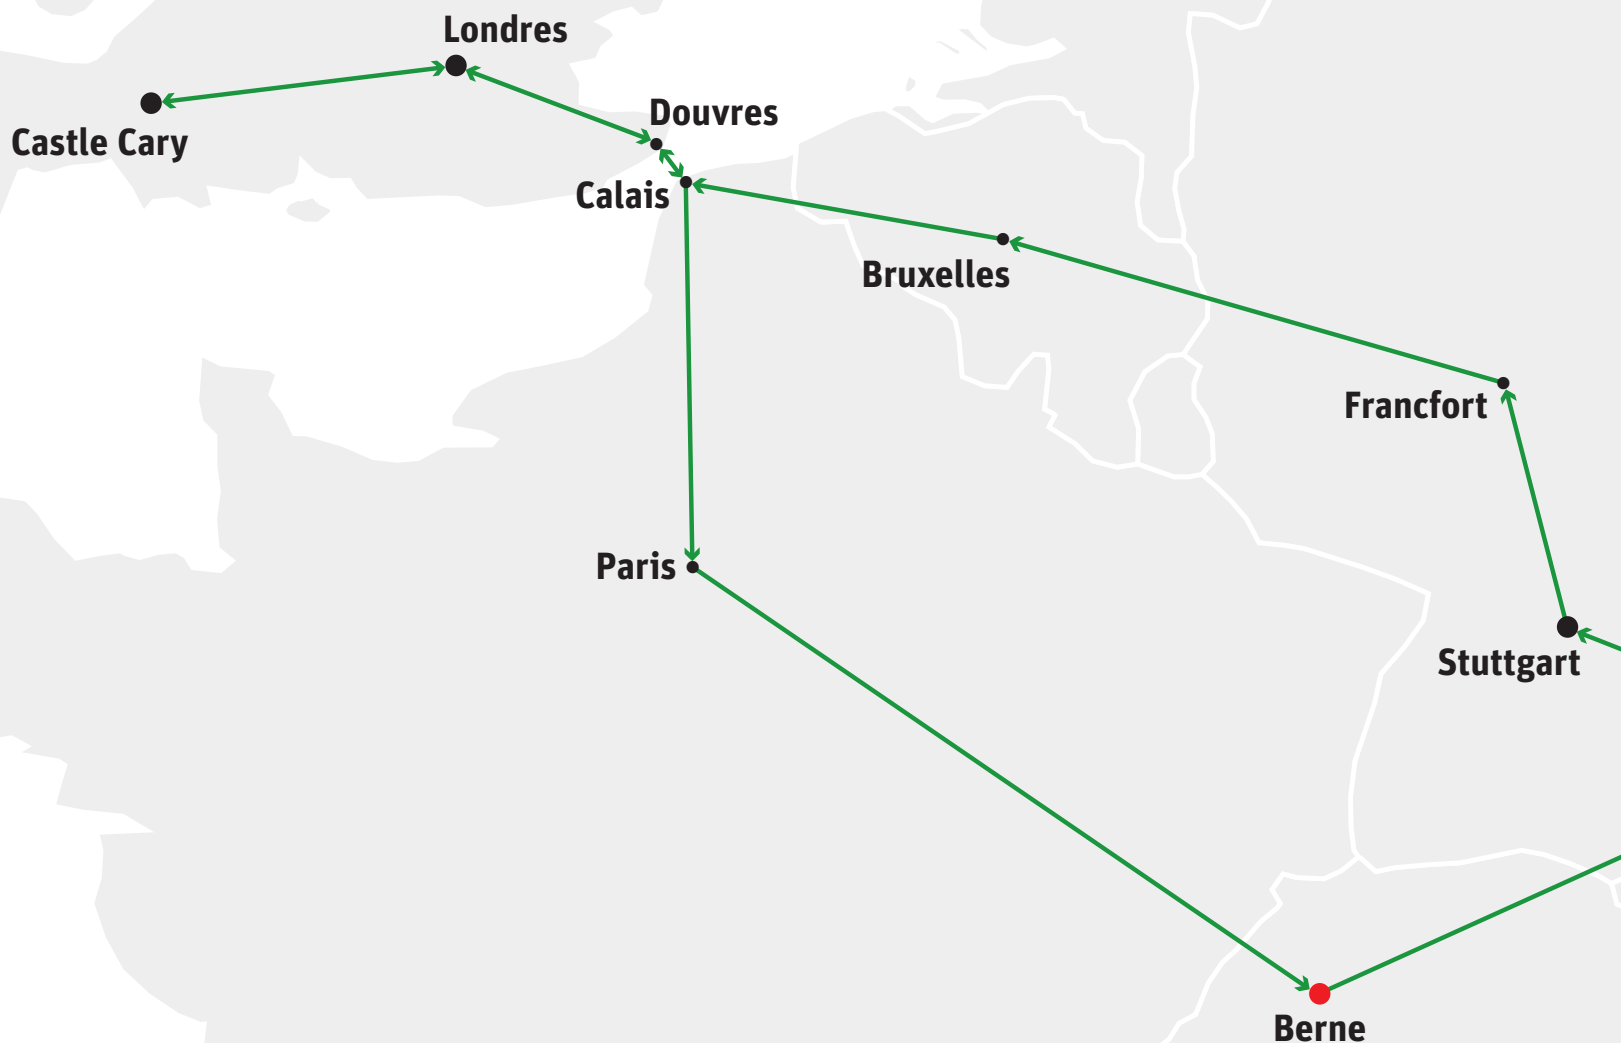 Londres
Douvres
Castle Cary
Calais
Bruxelles
Francfort
Paris
Stuttgart
Berne